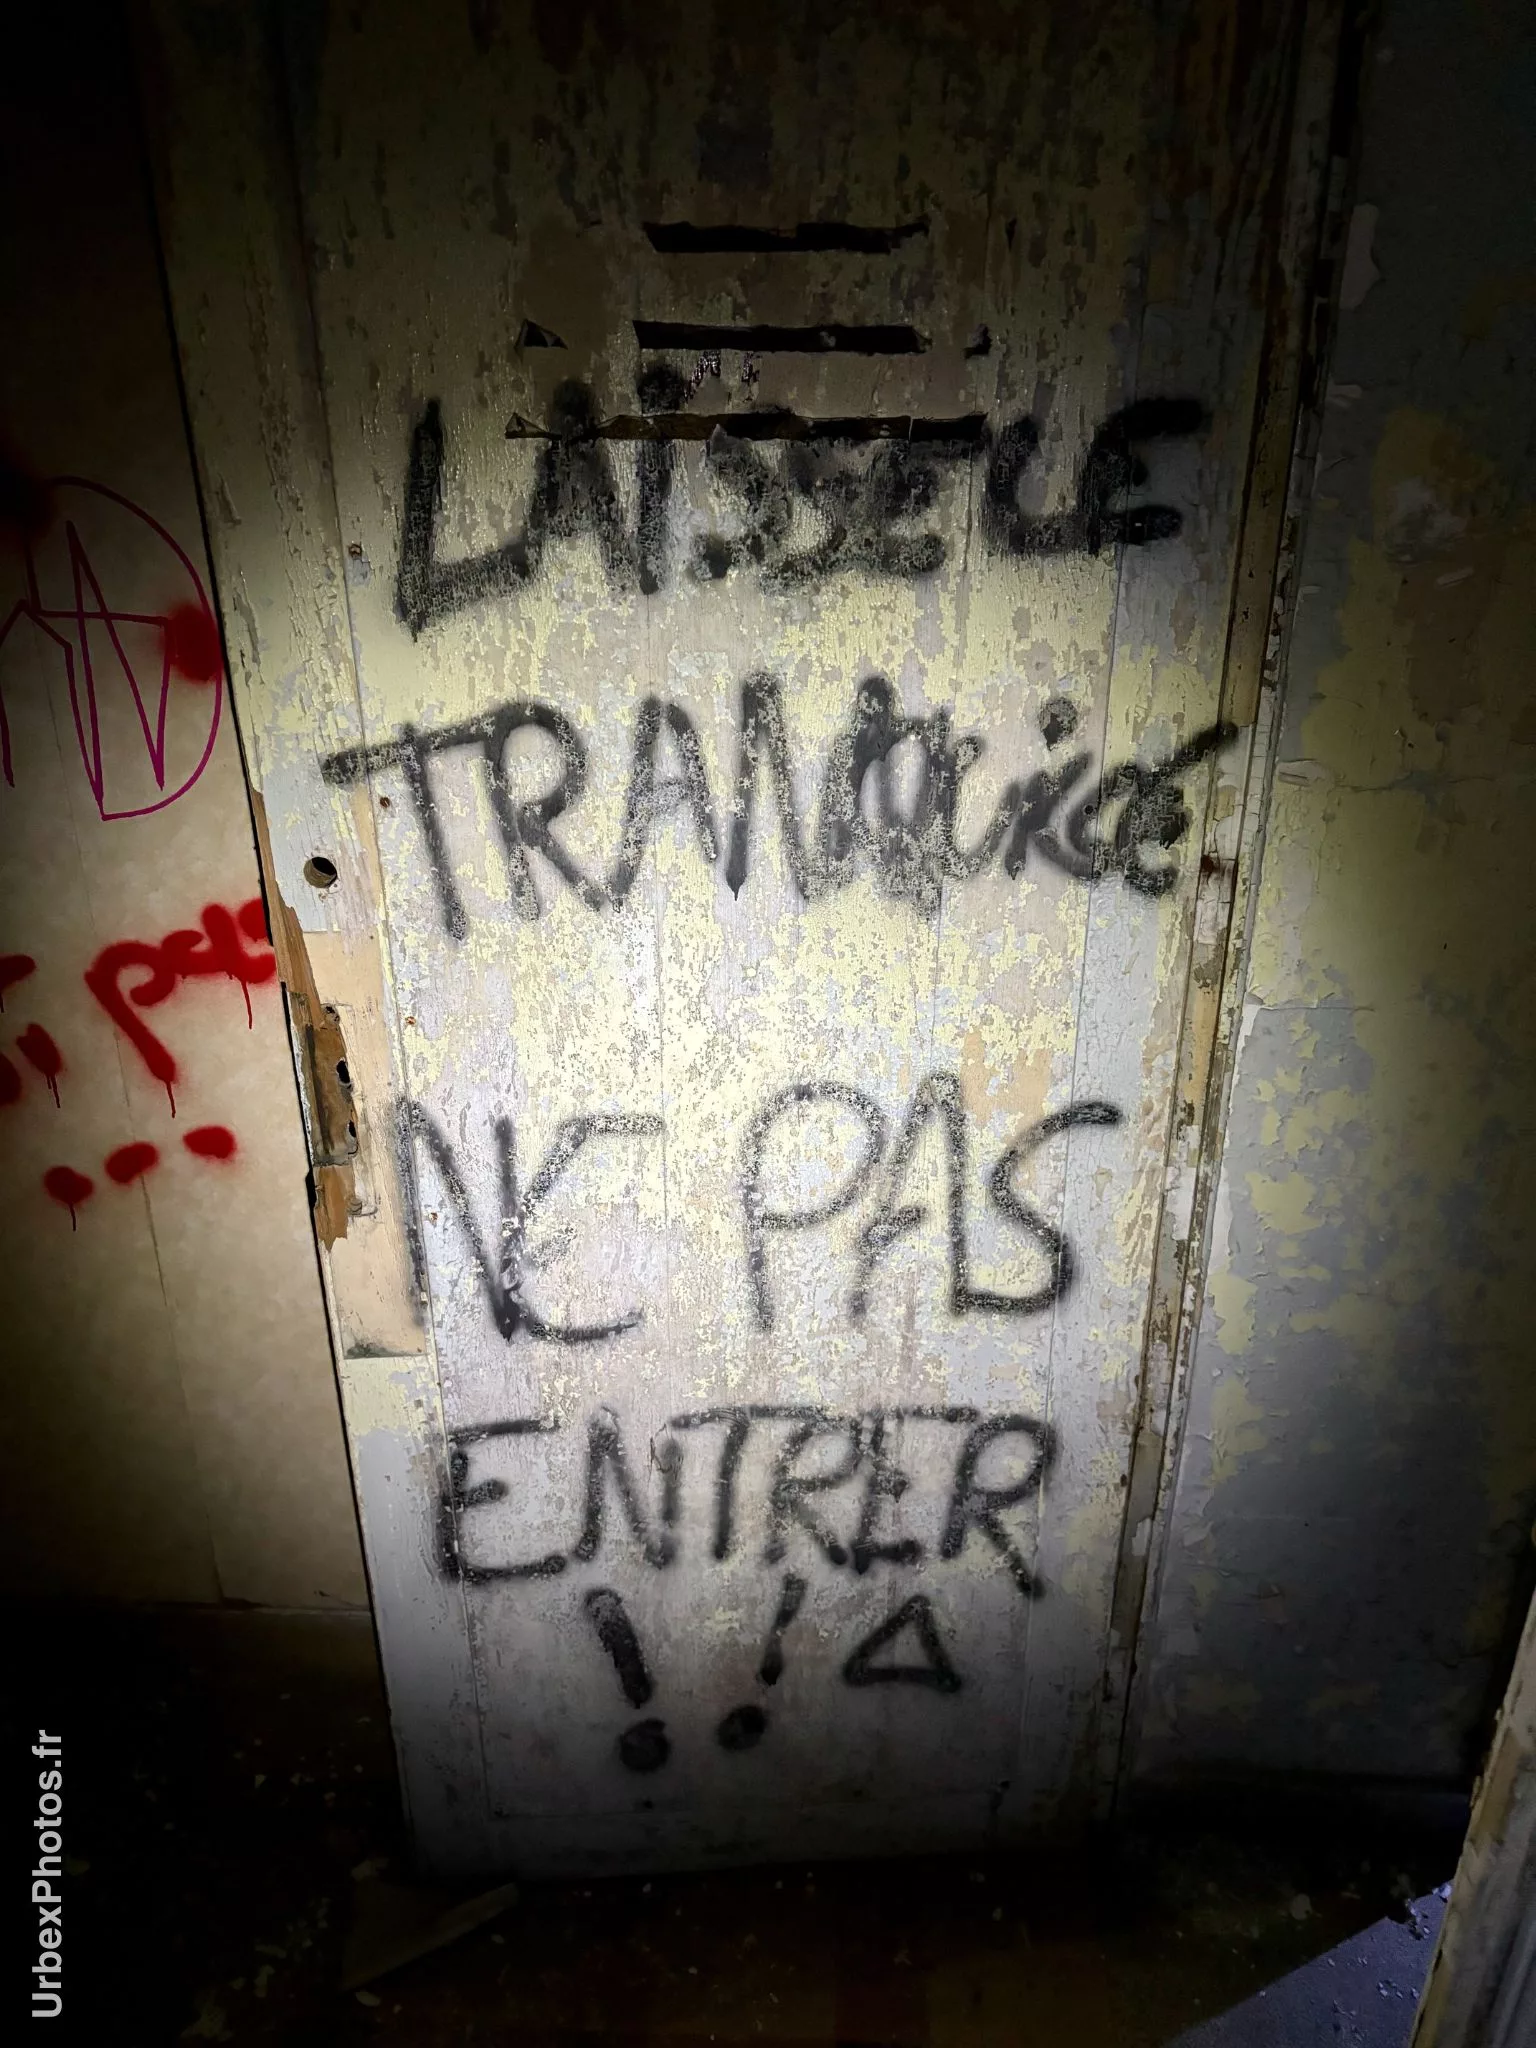 LAISSE LE
TRANQUILLE
NE PAS
ENTRER
! !
UrbexPhotos.fr